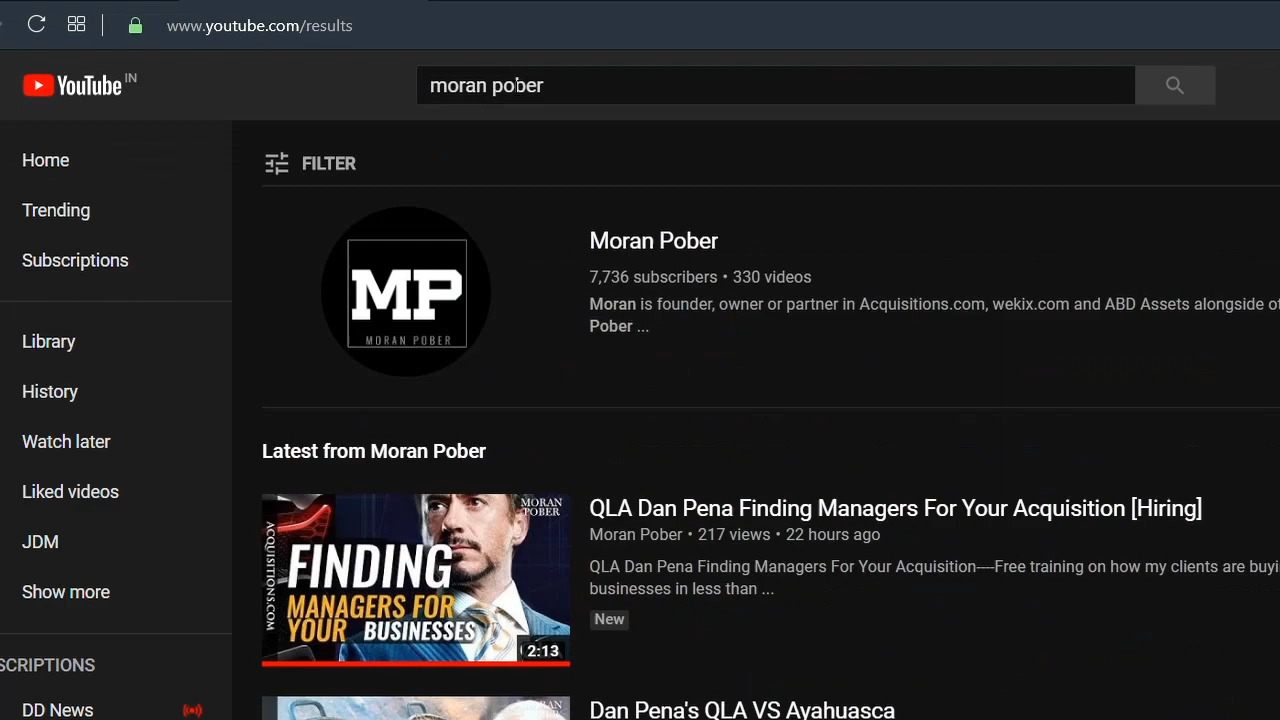 www.youtube.com/results
YouTube IN
moran pober
Home
Trending
Subscriptions
Library
History
Watch later
Liked videos
JDM
Show more
SCRIPTIONS
DD News
FILTER
MP
MORAN POBER
Moran Pober
7,736 subscribers • 330 videos
Moran is founder, owner or partner in Acquisitions.com, wekix.com and ABD Assets alongside of
Pober ...
Latest from Moran Pober
ACQUISITIONS.COM
MORAN
POBER
FINDING
MANAGERS FOR
YOUR BUSINESSES
2:13
QLA Dan Pena Finding Managers For Your Acquisition [Hiring]
Moran Pober • 217 views • 22 hours ago
QLA Dan Pena Finding Managers For Your Acquisition----Free training on how my clients are buyi
businesses in less than ...
New
Dan Pena's QLA VS Ayahuasca